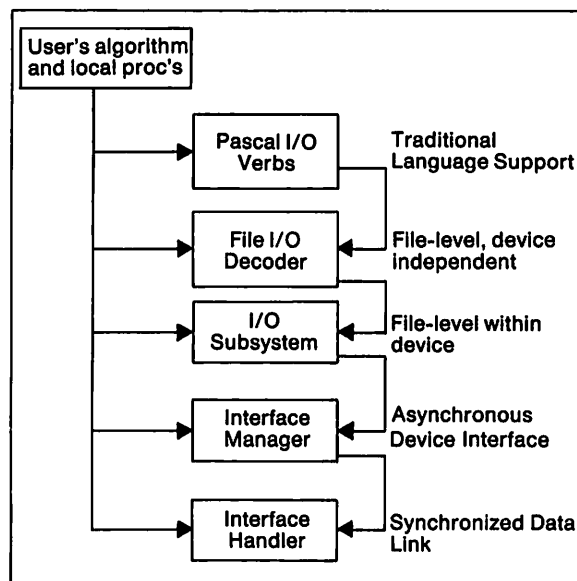 User's algorithm
and local proc's
Pascal I/O
Verbs
Traditional
Language Support
File I/O
Decoder
File-level, device
independent
I/O
Subsystem
File-level within
device
Interface
Manager
Asynchronous
Device Interface
Interface
Handler
Synchronized Data
Link